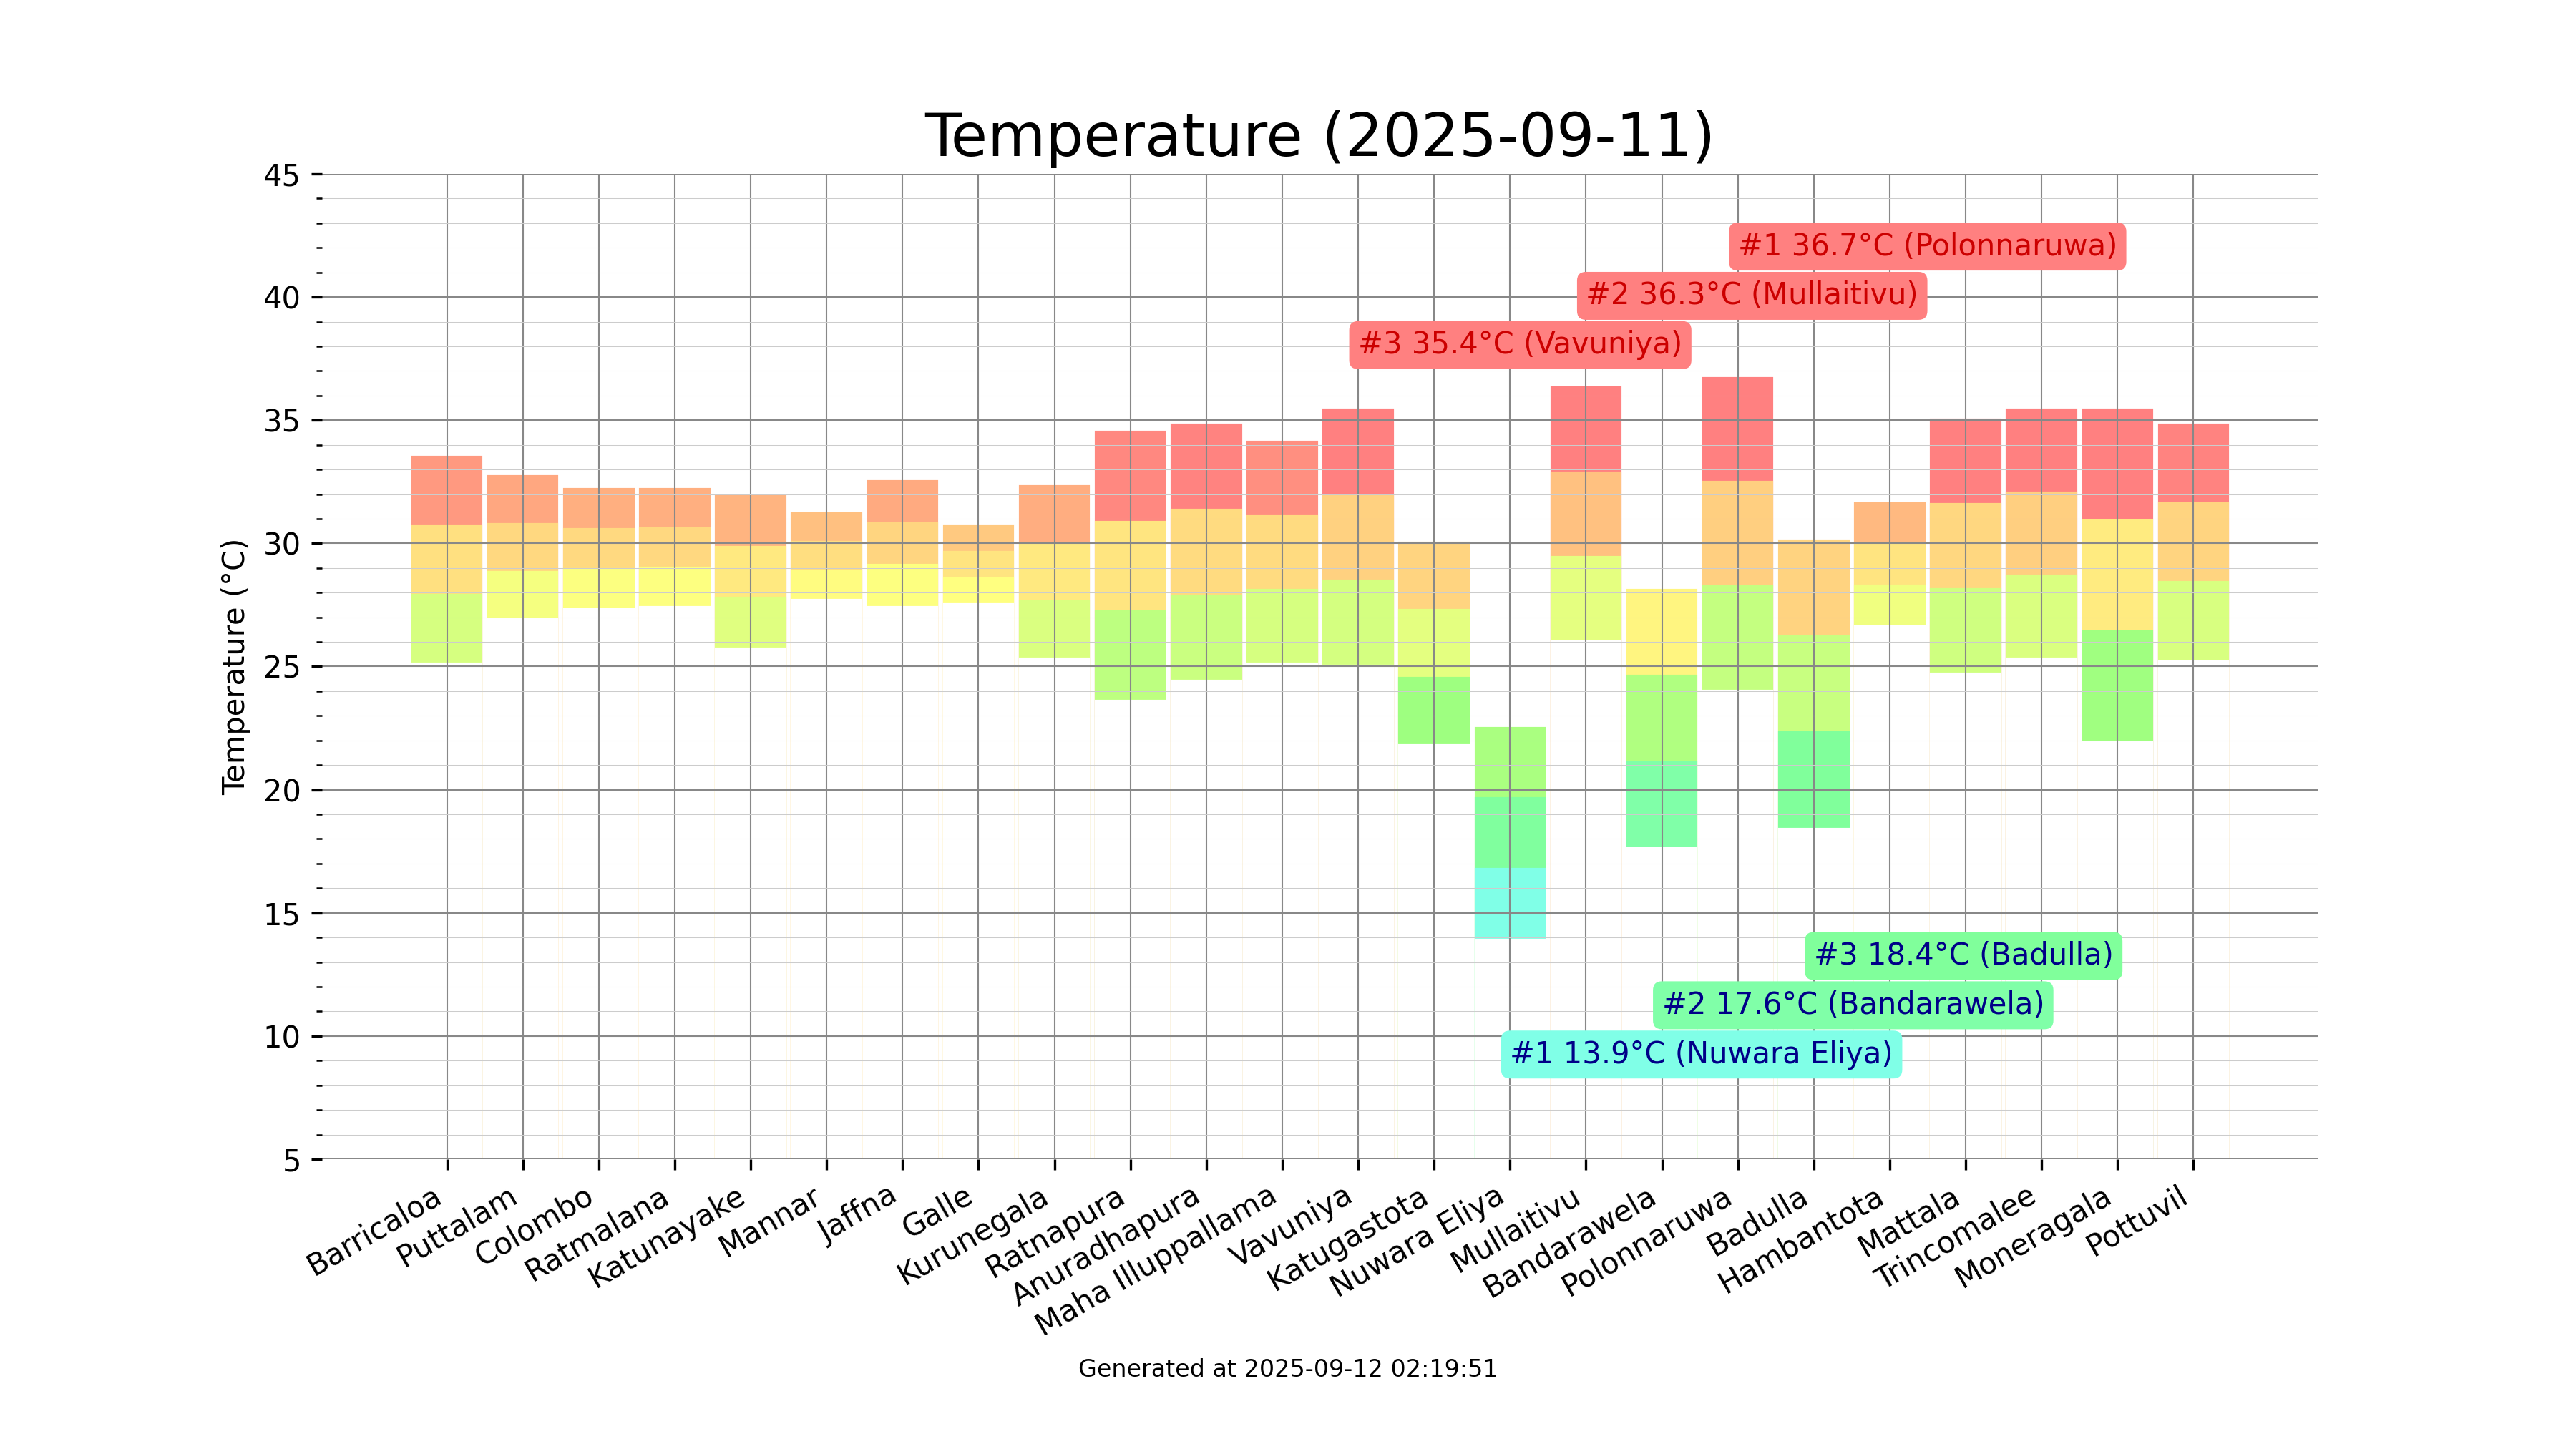 Temperature (2025-09-11)
45
40
35
30
25
20
15
10
5
Temperature (°C)
#1 36.7°C (Polonnaruwa)
#2 36.3°C (Mullaitivu)
#3 35.4°C (Vavuniya)
#3 18.4°C (Badulla)
#2 17.6°C (Bandarawela)
#1 13.9°C (Nuwara Eliya)
Barricaloa
Puttalam
Colombo
Ratmalana
Katunayake
Mannar
Jaffna
Galle
Kurunegala
Ratnapura
Anuradhapura
Maha Illuppallama
Vavuniya
Katugastota
Nuwara Eliya
Mullaitivu
Bandarawela
Polonnaruwa
Badulla
Hambantota
Mattala
Trincomalee
Moneragala
Pottuvil
Generated at 2025-09-12 02:19:51